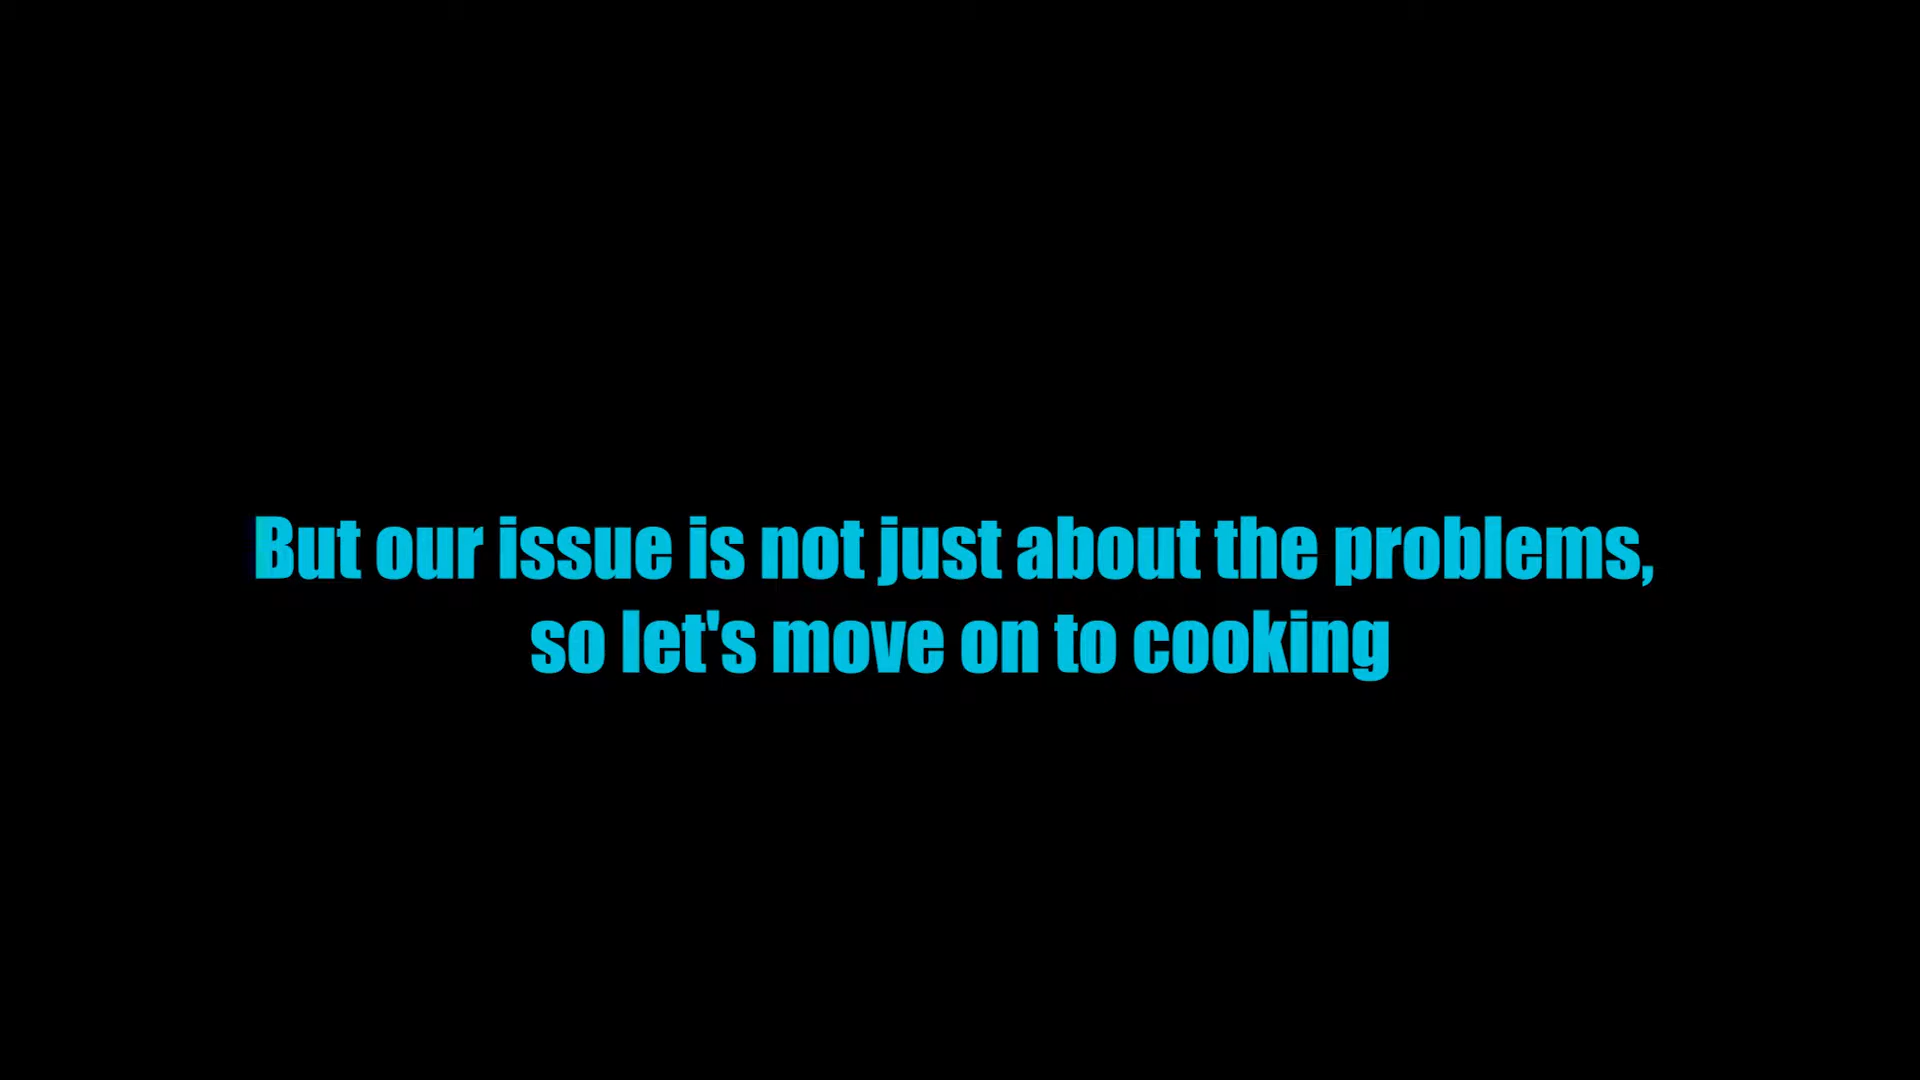 But our issue is not just about the problems,
so let's move on to cooking